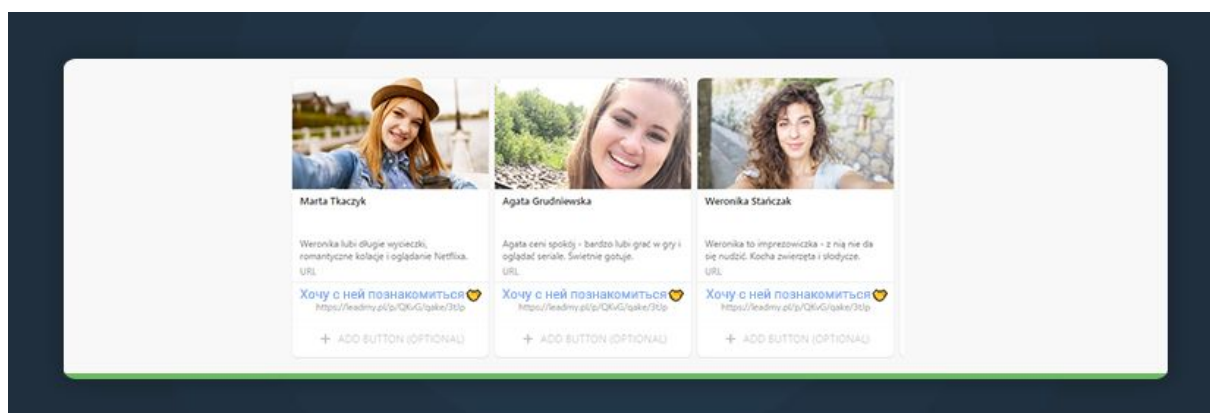 Marta Tkaczyk
Weronika lubi długie wycieczki,
romantyczne kolacje i oglądanie Netflixa.
URL
Хочу с ней познакомиться
https://leadmy.pl/p/QKvG/qake/3tJp
+ ADD BUTTON (OPTIONAL)
Agata Grudniewska
Agata ceni spokój - bardzo lubi grać w gry i
oglądać seriale. Świetnie gotuje.
URL
Хочу с ней познакомиться
https://leadmy.pl/p/QKvG/qake/3tJp
+ ADD BUTTON (OPTIONAL)
Weronika Stańczak
Weronika to imprezowiczka - z nią nie da
się nudzić. Kocha zwierzęta i słodycze.
URL
Хочу с ней познакомиться
https://leadmy.pl/p/QKvG/qake/3tJp
+ ADD BUTTON (OPTIONAL)